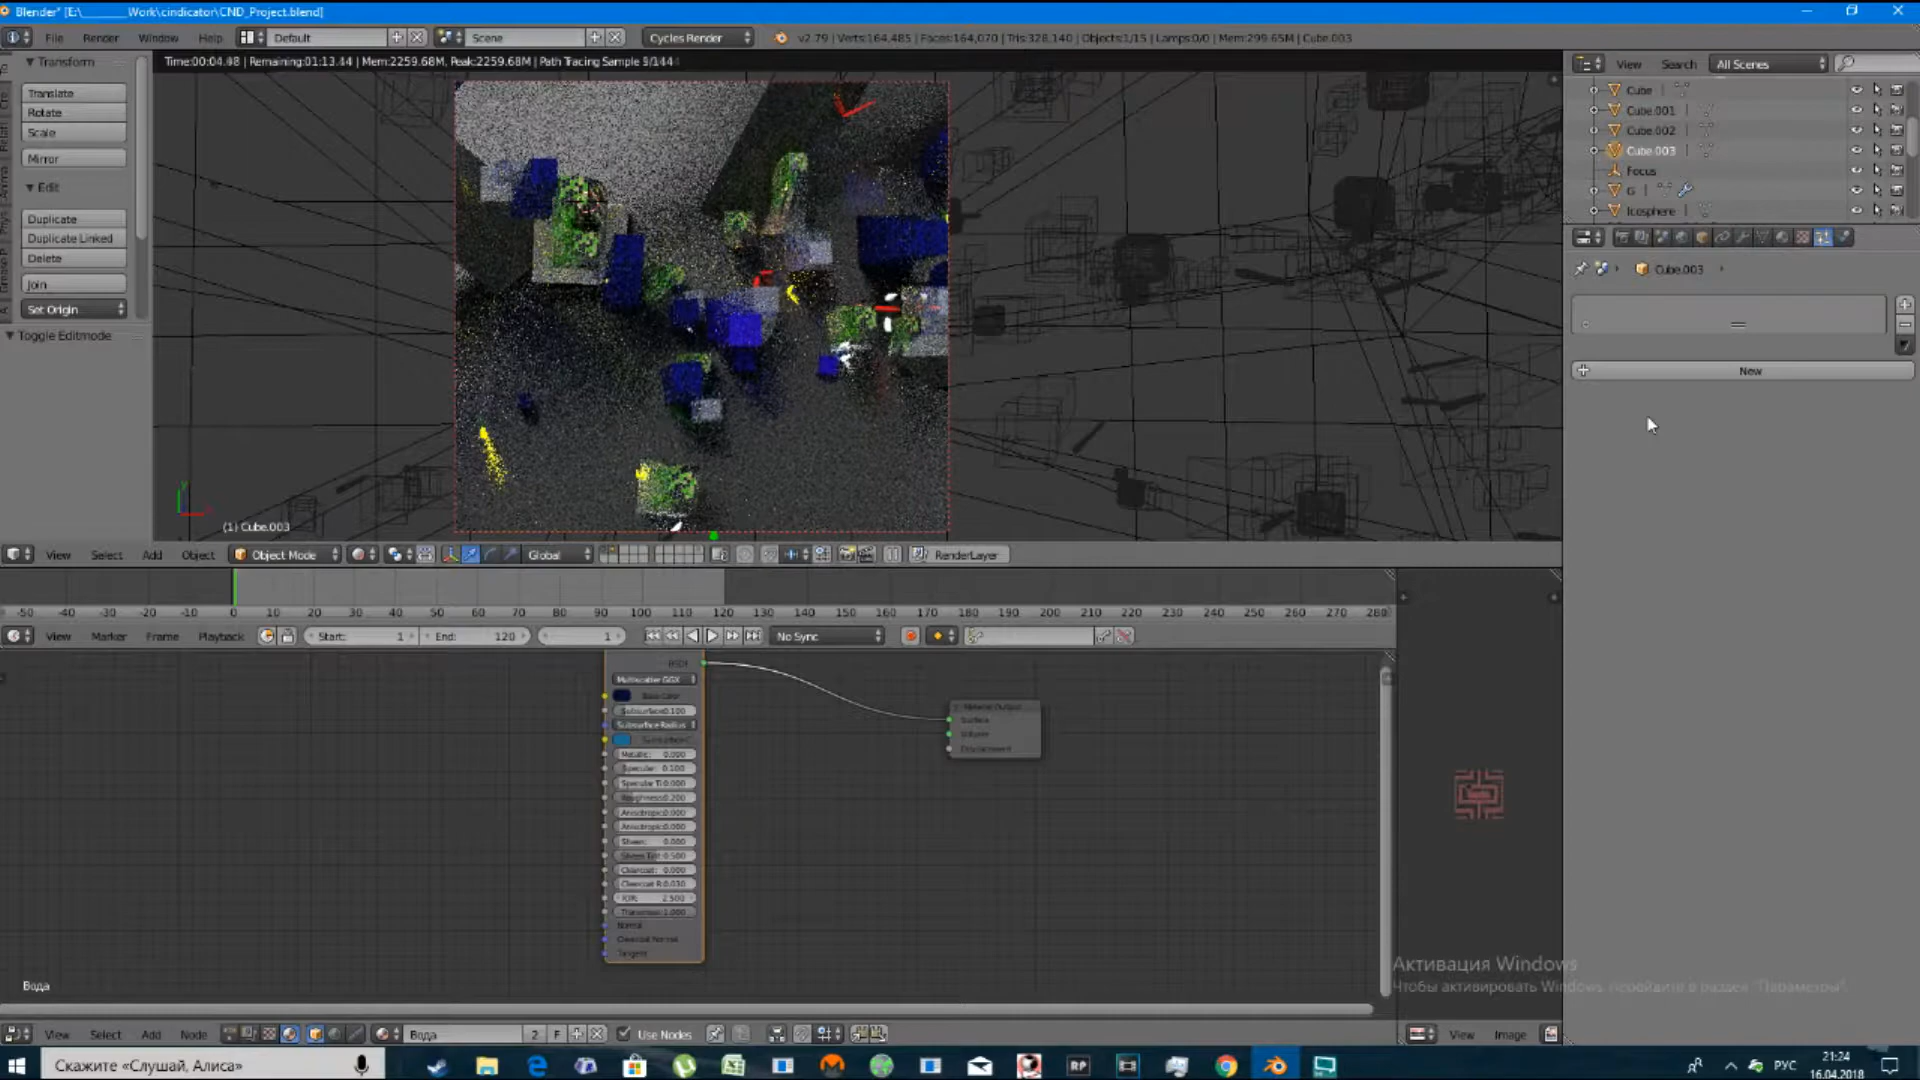 Blender* [E:\________Work\cindicator\CND_Project.blend]
File Render Window Help Default Scene Cycles Render v2.79 | Verts:164,485 | Faces:164,070 | Tris:328,140 | Objects:1/15 | Lamps:0/0 | Mem:299.65M | Cube.003
Time:00:04.98 | Remaining:01:13.44 | Mem:2259.68M, Peak:2259.68M | Path Tracing Sample 9/144
Transform
Translate
Rotate
Scale
Mirror
Edit
Duplicate
Duplicate Linked
Delete
Join
Set Origin
Toggle Editmode
(1) Cube.003
View Select Add Object Object Mode Global RenderLayer
View Search All Scenes
Cube
Cube.001
Cube.002
Cube.003
Focus
G
Icosphere
Cube.003
New
-50 -40 -30 -20 -10 0 10 20 30 40 50 60 70 80 90 100 110 120 130 140 150 160 170 180 190 200 210 220 230 240 250 260 270 280
View Marker Frame Playback Start: 1 End: 120 1 No Sync
BSDF
Multiscatter GGX
Base Color
Subsurface:0.100
Subsurface Radius
Metallic: 0.000
Specular: 0.100
Specular Ti:0.000
Roughness:0.200
Anisotropic:0.000
Anisotropic:0.000
Sheen: 0.000
Sheen Tint:0.500
Clearcoat: 0.000
Clearcoat R:0.030
IOR: 2.500
Transmission:1.000
Normal
Clearcoat Normal
Tangent
Material Output
Surface
Volume
Displacement
Вода
Активация Windows
Чтобы активировать Windows, перейдите в раздел "Параметры".
View Select Add Node Вода 2 F Use Nodes
View Image
Скажите «Слушай, Алиса»
RP
РУС
21:24
16.04.2018